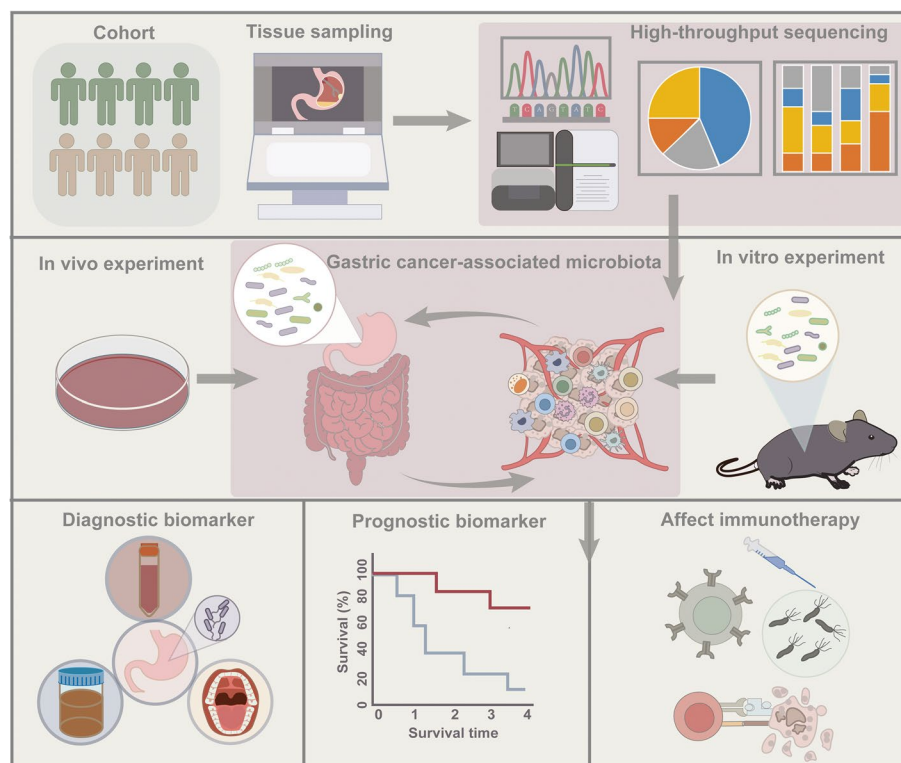 Cohort
Tissue sampling
High-throughput sequencing
In vivo experiment
Gastric cancer-associated microbiota
In vitro experiment
Diagnostic biomarker
Prognostic biomarker
Affect immunotherapy
Survival (%)
100
80
60
40
20
0
0 1 2 3 4
Survival time